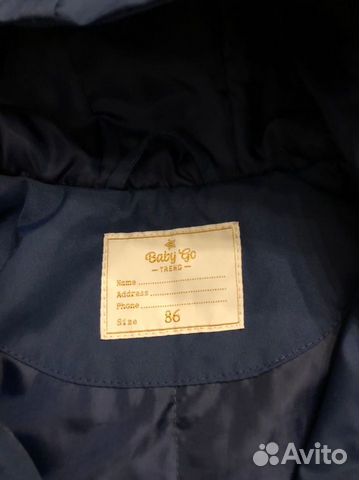 Baby Go
— TREND —
Name
Address
Phone
Size 86
Avito